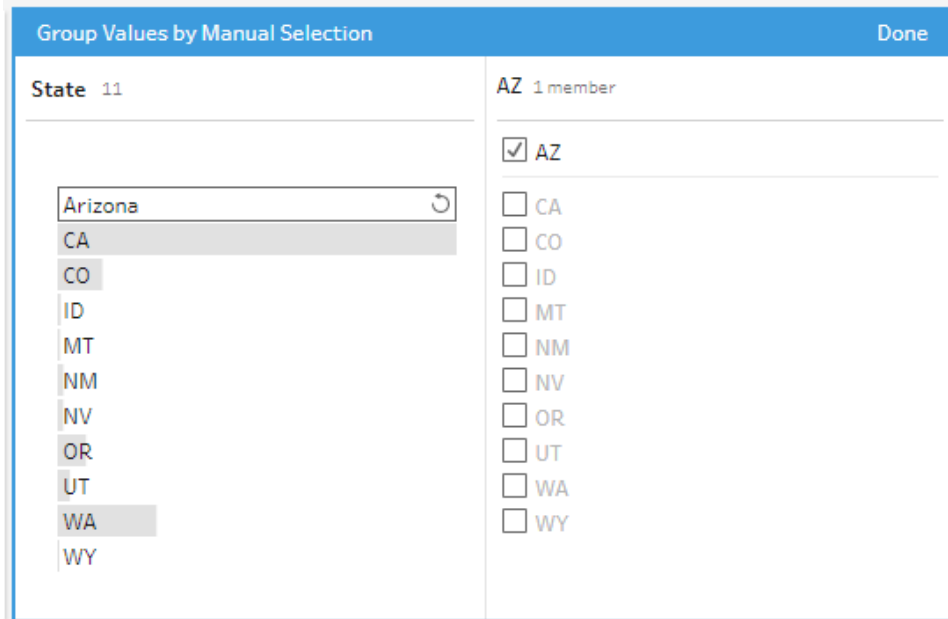 Group Values by Manual Selection Done
State 11
Arizona
CA
CO
ID
MT
NM
NV
OR
UT
WA
WY
AZ 1 member
AZ
CA
CO
ID
MT
NM
NV
OR
UT
WA
WY